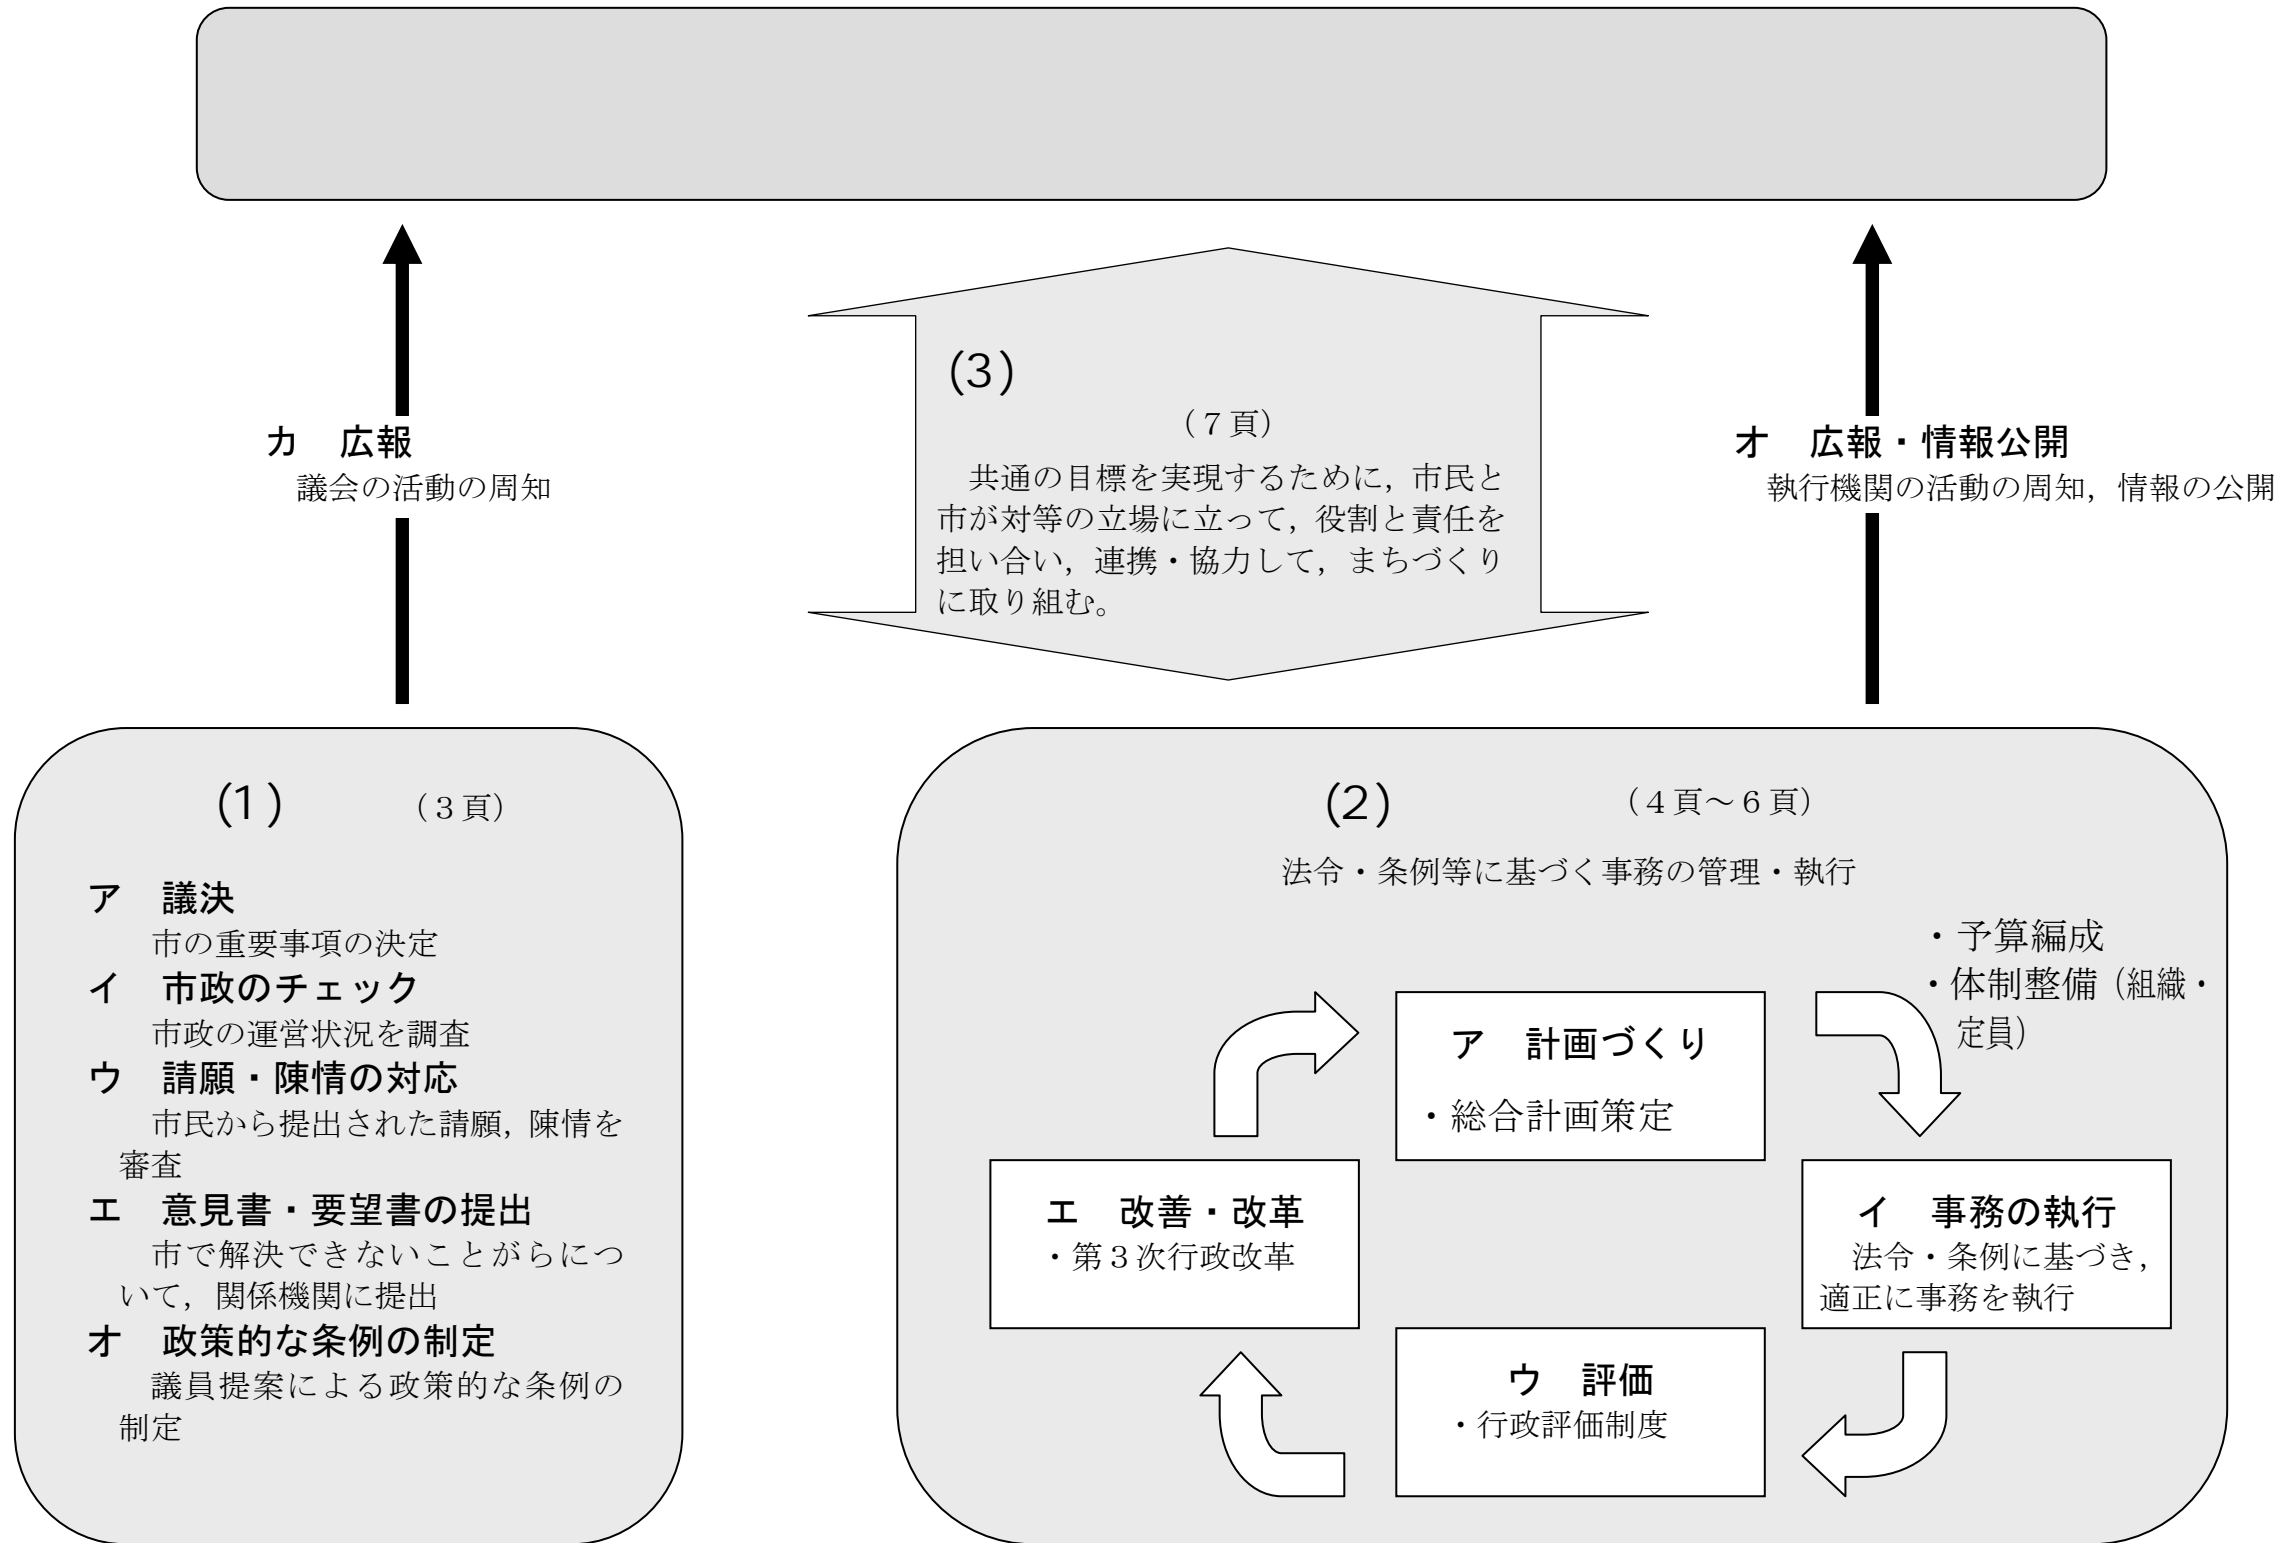 (3)
（７頁）
共通の目標を実現するために，市民と
市が対等の立場に立って，役割と責任を
担い合い，連携・協力して，まちづくり
に取り組む。
カ　広報
議会の活動の周知
オ　広報・情報公開
執行機関の活動の周知，情報の公開
(1)　（３頁）
ア　議決
市の重要事項の決定
イ　市政のチェック
市政の運営状況を調査
ウ　請願・陳情の対応
市民から提出された請願，陳情を
審査
エ　意見書・要望書の提出
市で解決できないことがらにつ
いて，関係機関に提出
オ　政策的な条例の制定
議員提案による政策的な条例の
制定
(2)　（４頁～６頁）
法令・条例等に基づく事務の管理・執行
・予算編成
・体制整備（組織・
定員）
ア　計画づくり
・総合計画策定
イ　事務の執行
法令・条例に基づき，
適正に事務を執行
ウ　評価
・行政評価制度
エ　改善・改革
・第３次行政改革